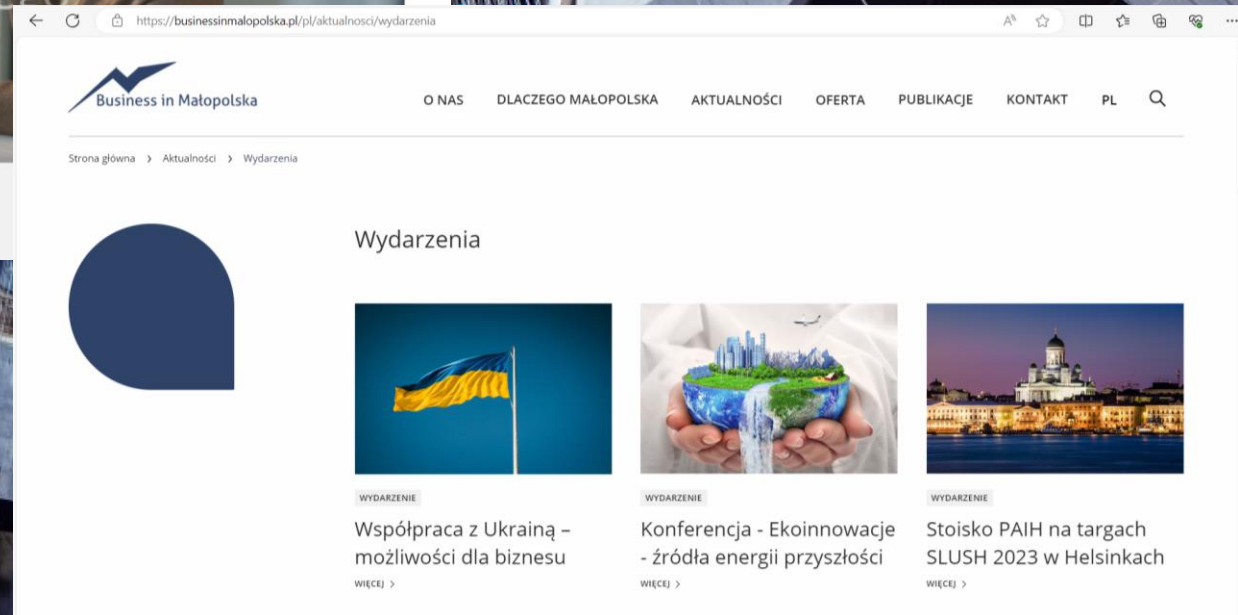 https://businessinmalopolska.pl/pl/aktualnosci/wydarzenia
Business in Małopolska
O NAS DLACZEGO MAŁOPOLSKA AKTUALNOŚCI OFERTA PUBLIKACJE KONTAKT PL
Strona główna > Aktualności > Wydarzenia
Wydarzenia
WYDARZENIE
Współpraca z Ukrainą –
możliwości dla biznesu
WIĘCEJ >
WYDARZENIE
Konferencja - Ekoinnowacje
- źródła energii przyszłości
WIĘCEJ >
WYDARZENIE
Stoisko PAIH na targach
SLUSH 2023 w Helsinkach
WIĘCEJ >